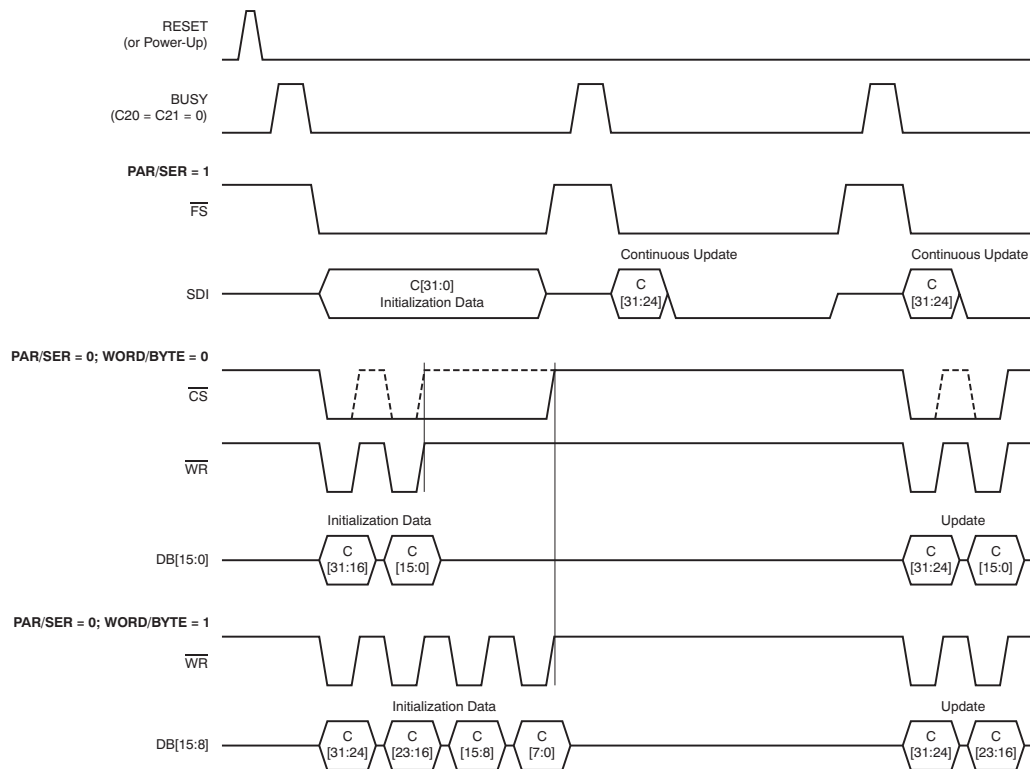 RESET
(or Power-Up)
BUSY
(C20 = C21 = 0)
PAR/SER = 1
FS
Continuous Update
Continuous Update
SDI
C[31:0]
Initialization Data
C
[31:24]
C
[31:24]
PAR/SER = 0; WORD/BYTE = 0
CS
WR
Initialization Data
Update
DB[15:0]
C
[31:16]
C
[15:0]
C
[31:24]
C
[15:0]
PAR/SER = 0; WORD/BYTE = 1
WR
Initialization Data
Update
DB[15:8]
C
[31:24]
C
[23:16]
C
[15:8]
C
[7:0]
C
[31:24]
C
[23:16]